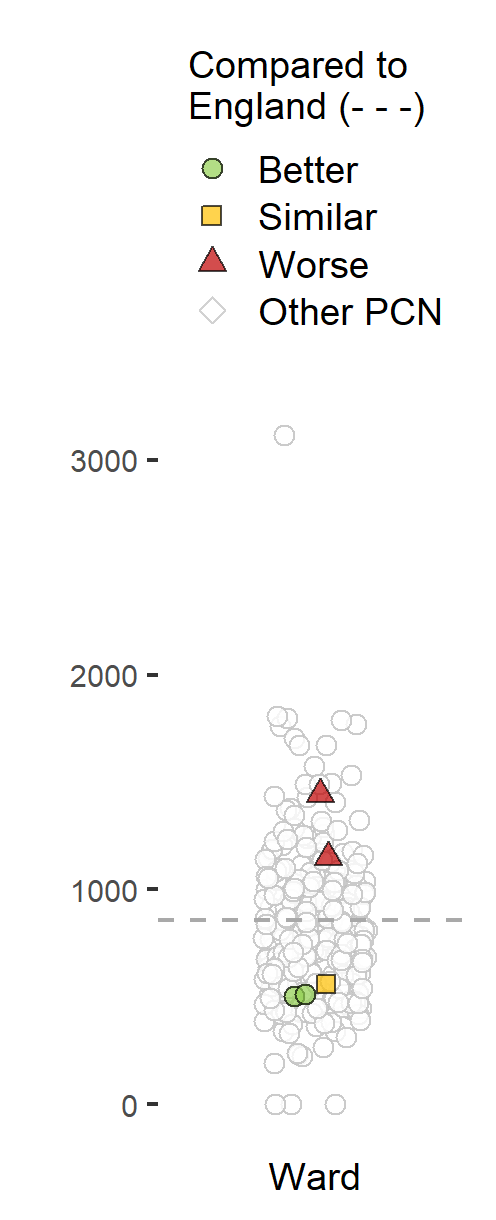 Compared to
England (- - -)
Better
Similar
Worse
Other PCN
3000
2000
1000
0
Ward